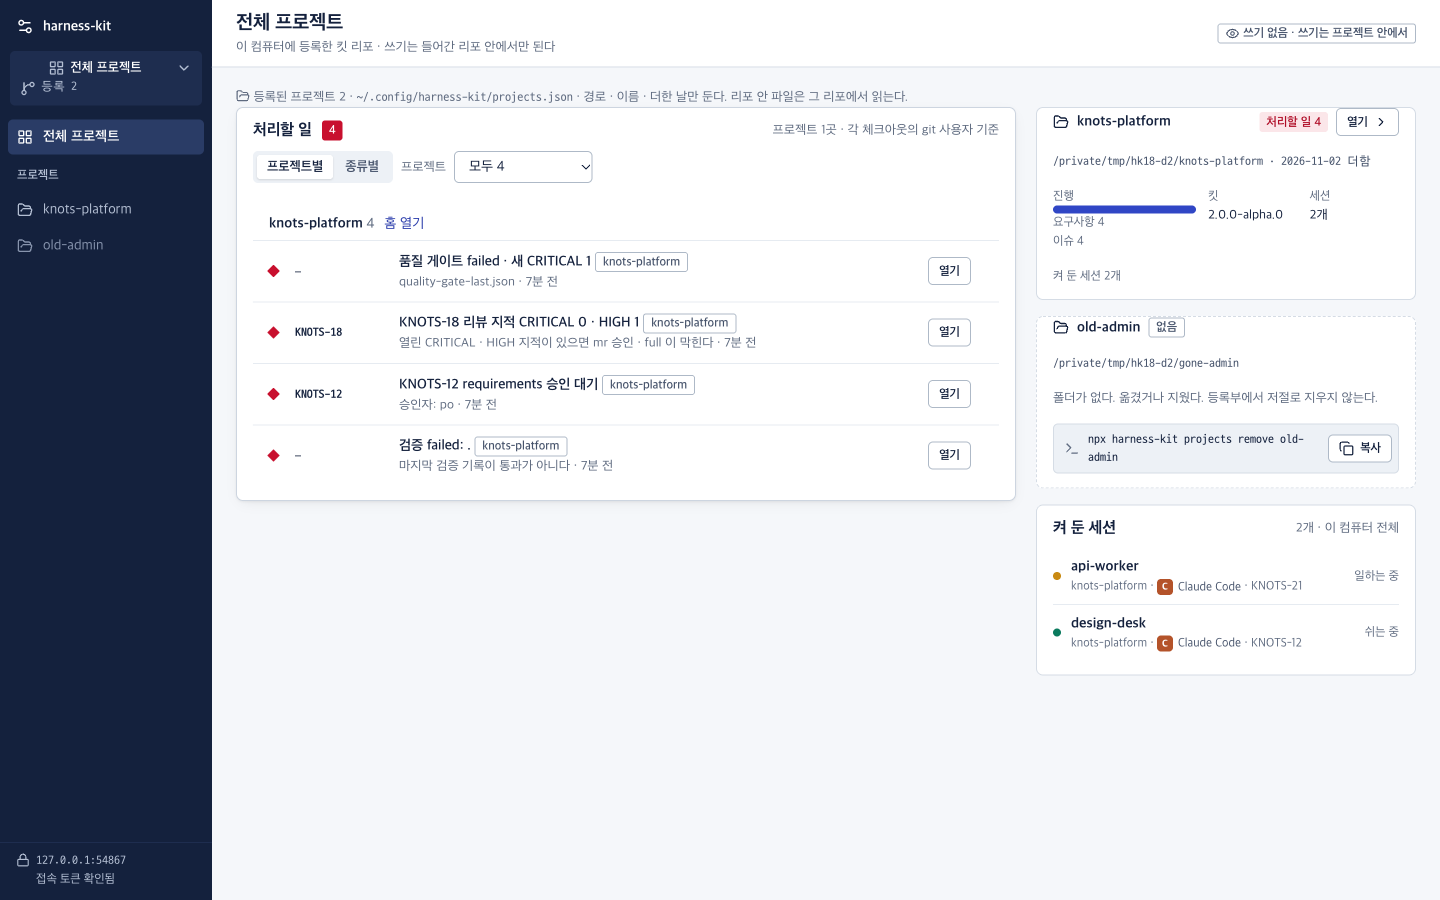 harness-kit
전체 프로젝트
등록 2
전체 프로젝트
프로젝트
knots-platform
old-admin
127.0.0.1:54867
접속 토큰 확인됨
전체 프로젝트
이 컴퓨터에 등록한 킷 리포 · 쓰기는 들어간 리포 안에서만 된다
쓰기 없음 · 쓰기는 프로젝트 안에서
등록된 프로젝트 2 · ~/.config/harness-kit/projects.json · 경로 · 이름 · 더한 날만 둔다. 리포 안 파일은 그 리포에서 읽는다.
처리할 일 4
프로젝트 1곳 · 각 체크아웃의 git 사용자 기준
프로젝트별 종류별 프로젝트 모두 4
knots-platform 4 홈 열기
– 품질 게이트 failed · 새 CRITICAL 1 knots-platform 열기
quality-gate-last.json · 7분 전
KNOTS-18 KNOTS-18 리뷰 지적 CRITICAL 0 · HIGH 1 knots-platform 열기
열린 CRITICAL · HIGH 지적이 있으면 mr 승인 · full 이 막힌다 · 7분 전
KNOTS-12 KNOTS-12 requirements 승인 대기 knots-platform 열기
승인자: po · 7분 전
– 검증 failed: . knots-platform 열기
마지막 검증 기록이 통과가 아니다 · 7분 전
knots-platform 처리할 일 4 열기
/private/tmp/hk18-d2/knots-platform · 2026-11-02 더함
진행 킷 세션
2.0.0-alpha.0 2개
요구사항 4
이슈 4
켜 둔 세션 2개
old-admin 없음
/private/tmp/hk18-d2/gone-admin
폴더가 없다. 옮겼거나 지웠다. 등록부에서 저절로 지우지 않는다.
npx harness-kit projects remove old-
admin
복사
켜 둔 세션 2개 · 이 컴퓨터 전체
api-worker
knots-platform · C Claude Code · KNOTS-21
일하는 중
design-desk
knots-platform · C Claude Code · KNOTS-12
쉬는 중